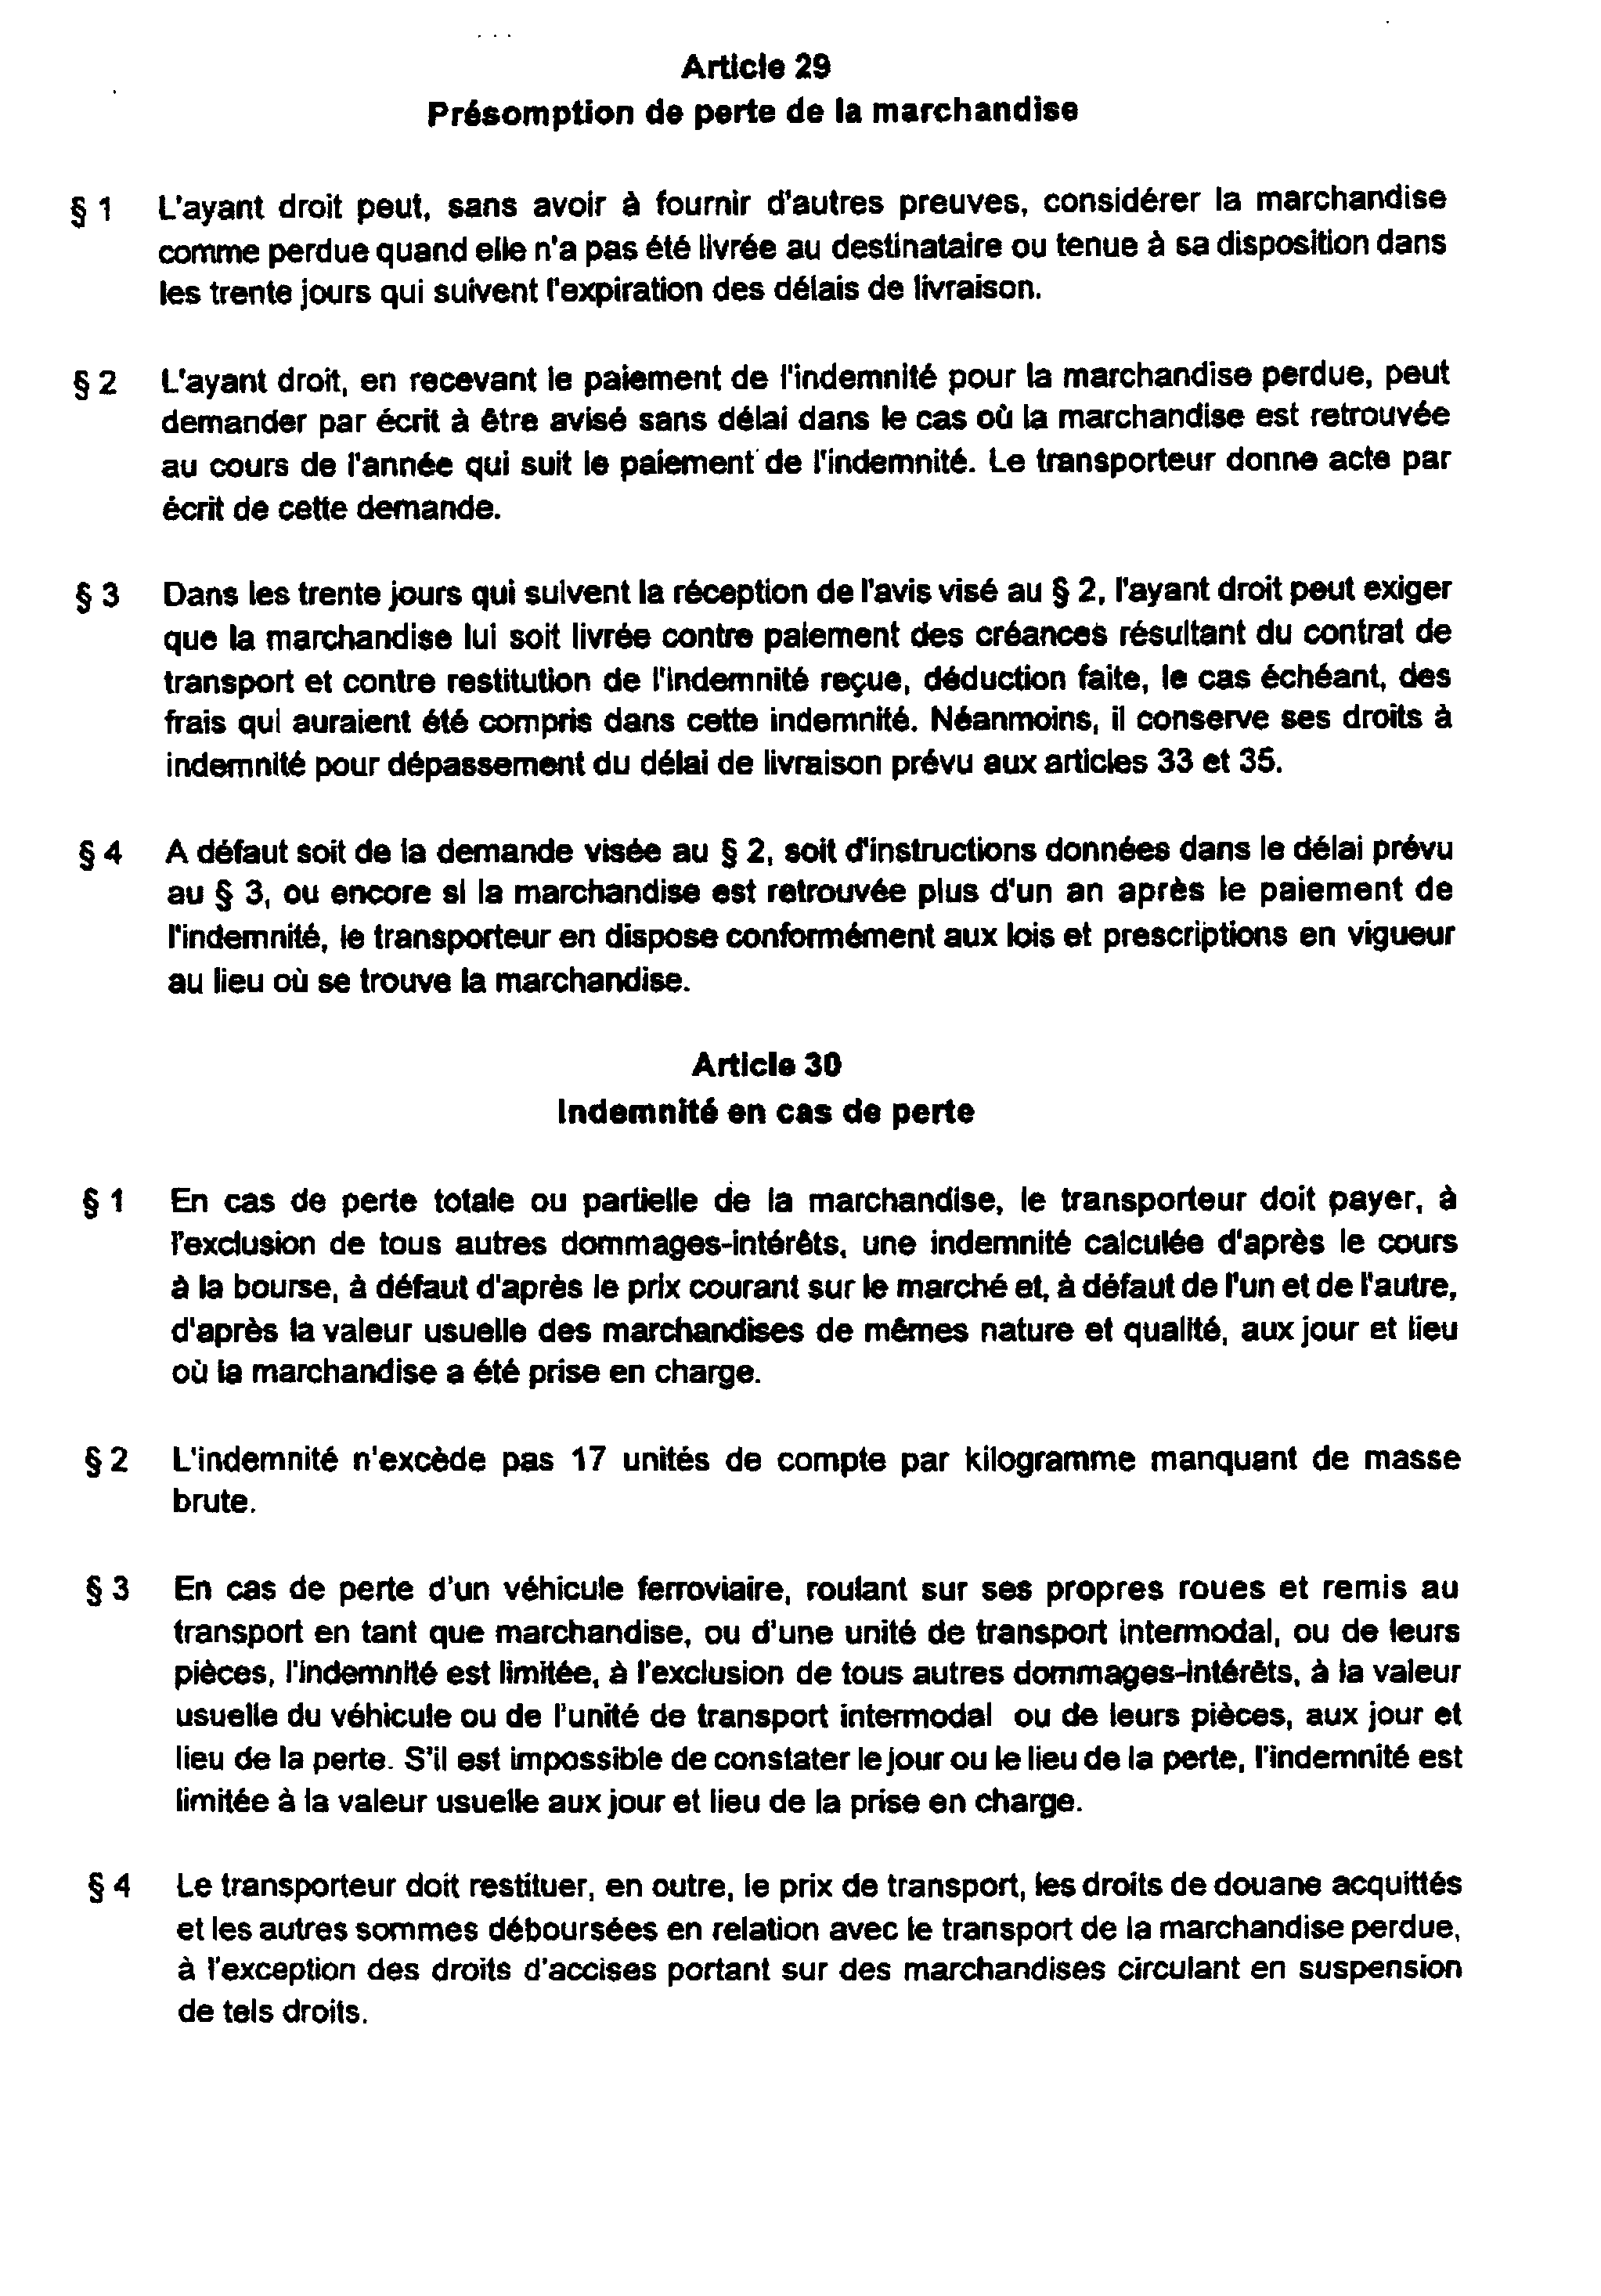 Article 29
Présomption de perte de la marchandise
§ 1 L'ayant droit peut, sans avoir à fournir d'autres preuves, considérer la marchandise
comme perdue quand elle n'a pas été livrée au destinataire ou tenue à sa disposition dans
les trente jours qui suivent l'expiration des délais de livraison.
§ 2 L'ayant droit, en recevant le paiement de l'indemnité pour la marchandise perdue, peut
demander par écrit à être avisé sans délai dans le cas où la marchandise est retrouvée
au cours de l'année qui suit le paiement de l'indemnité. Le transporteur donne acte par
écrit de cette demande.
§ 3 Dans les trente jours qui suivent la réception de l'avis visé au § 2, l'ayant droit peut exiger
que la marchandise lui soit livrée contre paiement des créances résultant du contrat de
transport et contre restitution de l'indemnité reçue, déduction faite, le cas échéant, des
frais qui auraient été compris dans cette indemnité. Néanmoins, il conserve ses droits à
indemnité pour dépassement du délai de livraison prévu aux articles 33 et 35.
§ 4 A défaut soit de la demande visée au § 2, soit d'instructions données dans le délai prévu
au § 3, ou encore si la marchandise est retrouvée plus d'un an après le paiement de
l'indemnité, le transporteur en dispose conformément aux lois et prescriptions en vigueur
au lieu où se trouve la marchandise.
Article 30
Indemnité en cas de perte
§ 1 En cas de perte totale ou partielle de la marchandise, le transporteur doit payer, à
l'exclusion de tous autres dommages-intérêts, une indemnité calculée d'après le cours
à la bourse, à défaut d'après le prix courant sur le marché et, à défaut de l'un et de l'autre,
d'après la valeur usuelle des marchandises de mêmes nature et qualité, aux jour et lieu
où la marchandise a été prise en charge.
§ 2 L'indemnité n'excède pas 17 unités de compte par kilogramme manquant de masse
brute.
§ 3 En cas de perte d'un véhicule ferroviaire, roulant sur ses propres roues et remis au
transport en tant que marchandise, ou d'une unité de transport intermodal, ou de leurs
pièces, l'indemnité est limitée, à l'exclusion de tous autres dommages-intérêts, à la valeur
usuelle du véhicule ou de l'unité de transport intermodal ou de leurs pièces, aux jour et
lieu de la perte. S'il est impossible de constater le jour ou le lieu de la perte, l'indemnité est
limitée à la valeur usuelle aux jour et lieu de la prise en charge.
§ 4 Le transporteur doit restituer, en outre, le prix de transport, les droits de douane acquittés
et les autres sommes déboursées en relation avec le transport de la marchandise perdue,
à l'exception des droits d'accises portant sur des marchandises circulant en suspension
de tels droits.